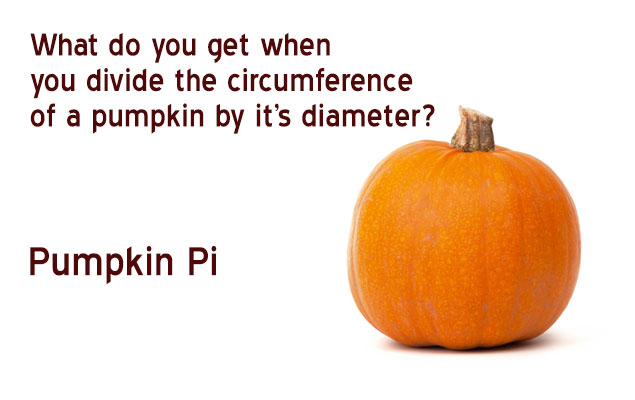 What do you get when
you divide the circumference
of a pumpkin by it's diameter?
Pumpkin Pi